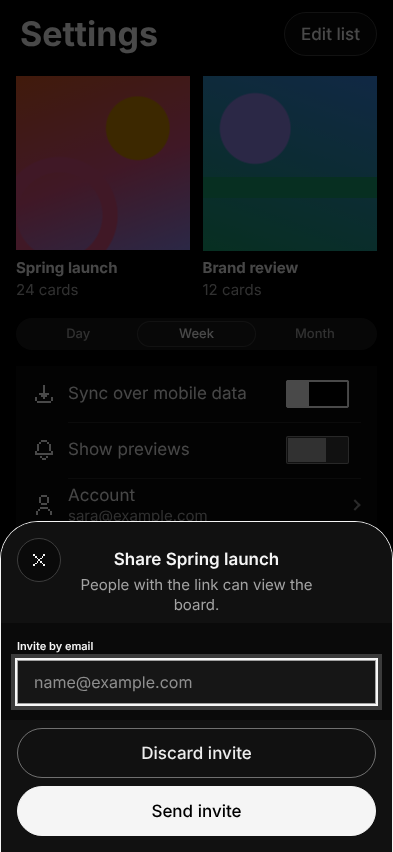 Settings
Edit list
Spring launch
24 cards
Brand review
12 cards
Day
Week
Month
Sync over mobile data
Show previews
Account
sara@example.com
Share Spring launch
People with the link can view the
board.
Invite by email
name@example.com
Discard invite
Send invite